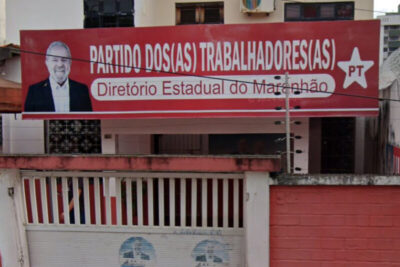 PARTIDO DOS(AS) TRABALHADORES(AS)
Diretório Estadual do Maranhão
PT